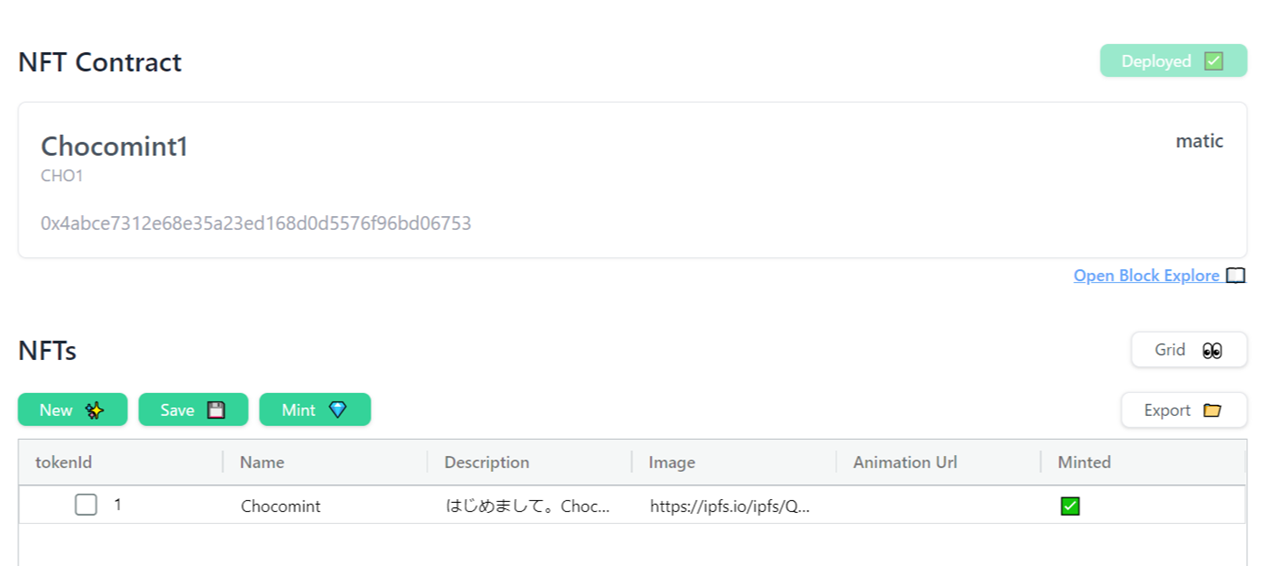 NFT Contract
Deployed ✅
Chocomint1
matic
CHO1
0x4abce7312e68e35a23ed168d0d5576f96bd06753
Open Block Explore 📖
NFTs
Grid 👀
New ✨ Save 💾 Mint 💎
Export 📂
tokenId Name Description Image Animation Url Minted
1 Chocomint はじめまして。Choc... https://ipfs.io/ipfs/Q... ✅